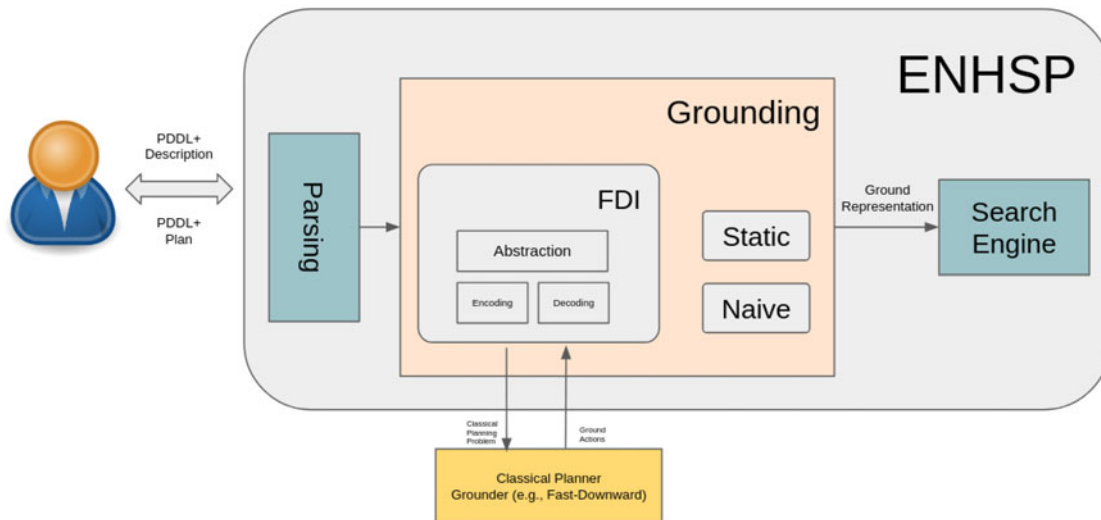 ENHSP
PDDL+
Description
PDDL+
Plan
Parsing
Grounding
FDI
Abstraction
Encoding
Decoding
Static
Naive
Ground
Representation
Search
Engine
Classical
Planning
Problem
Ground
Actions
Classical Planner
Grounder (e.g., Fast-Downward)